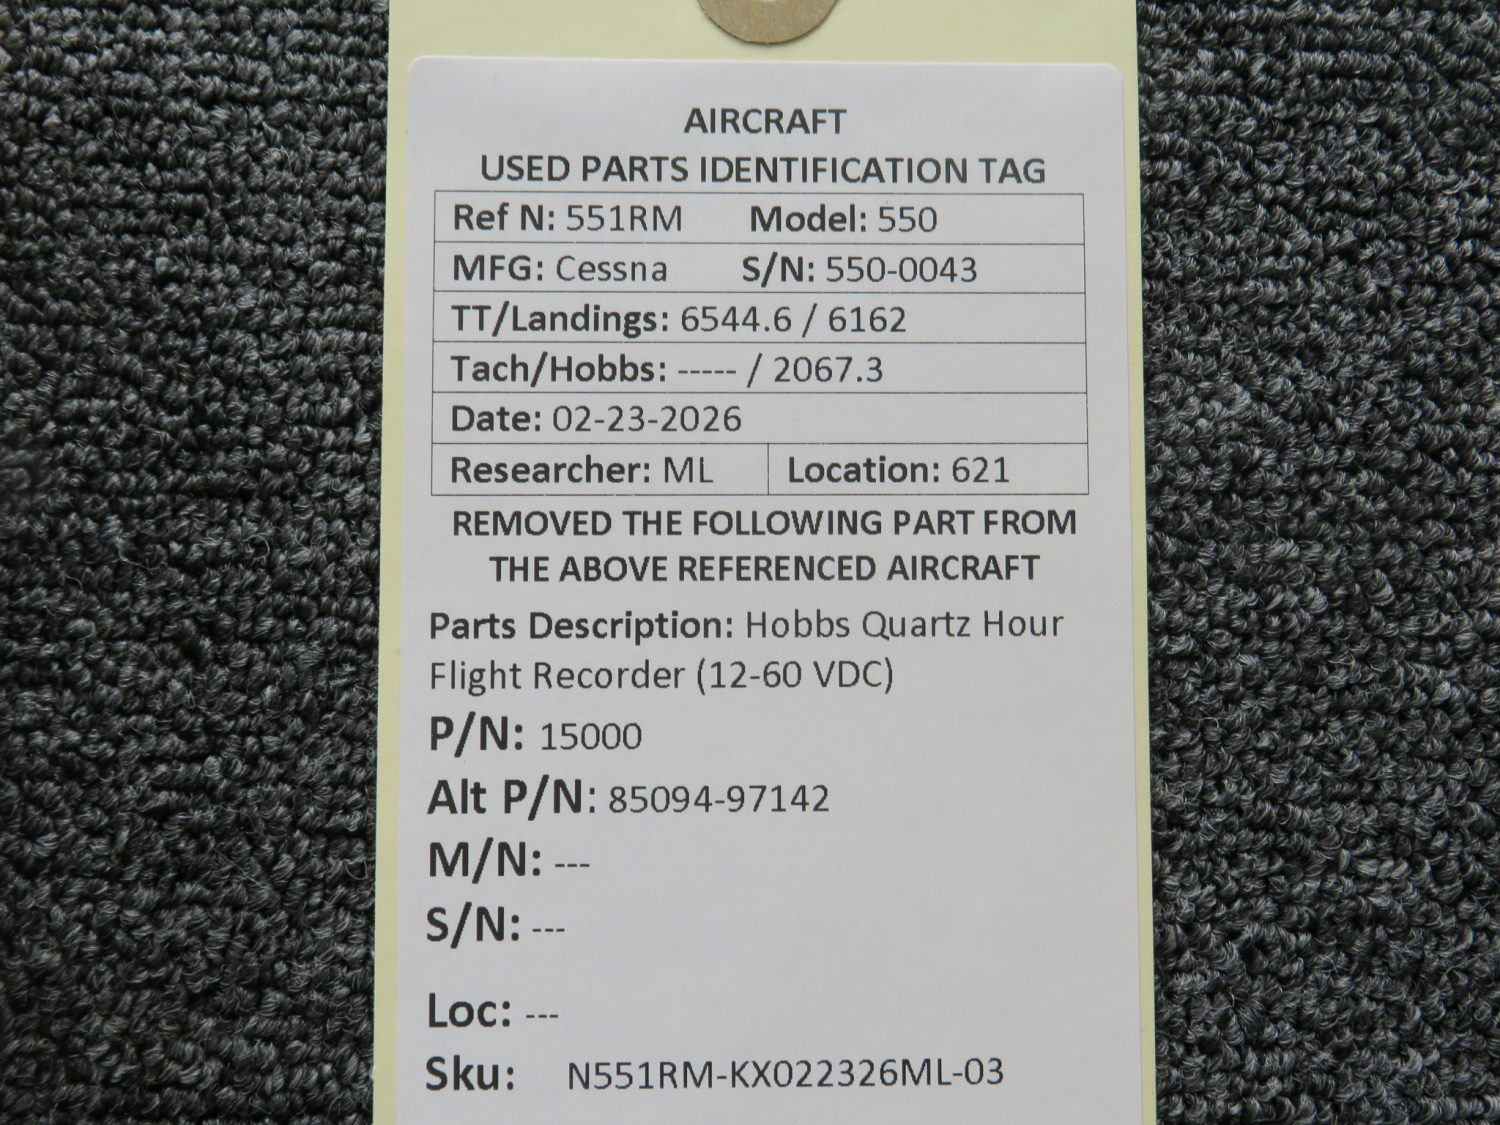 AIRCRAFT
USED PARTS IDENTIFICATION TAG
Ref N: 551RM Model: 550
MFG: Cessna S/N: 550-0043
TT/Landings: 6544.6 / 6162
Tach/Hobbs: ----- / 2067.3
Date: 02-23-2026
Researcher: ML Location: 621
REMOVED THE FOLLOWING PART FROM
THE ABOVE REFERENCED AIRCRAFT
Parts Description: Hobbs Quartz Hour
Flight Recorder (12-60 VDC)
P/N: 15000
Alt P/N: 85094-97142
M/N: ---
S/N: ---
Loc: ---
Sku: N551RM-KX022326ML-03